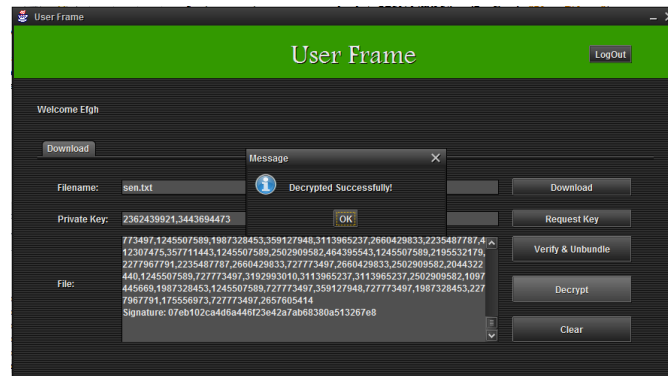 User Frame
User Frame
LogOut
Welcome Efgh
Download
Message
Filename:
sen.txt
Decrypted Successfully!
Download
Private Key:
2362439921,3443694473
OK
Request Key
File:
773497,1245507589,1987328453,359127948,3113965237,2660429833,2235487787,4
12307475,357711443,1245507589,2502909582,464395543,1245507589,2195532179,
2277967791,2235487787,2660429833,727773497,2660429833,2502909582,2044322
440,1245507589,727773497,3192993010,3113965237,3113965237,2502909582,1097
445669,1987328453,1245507589,727773497,359127948,727773497,1987328453,227
7967791,175556973,727773497,2657605414
Signature: 07eb102ca4d6a446f23e42a7ab68380a513267e8
Verify & Unbundle
Decrypt
Clear